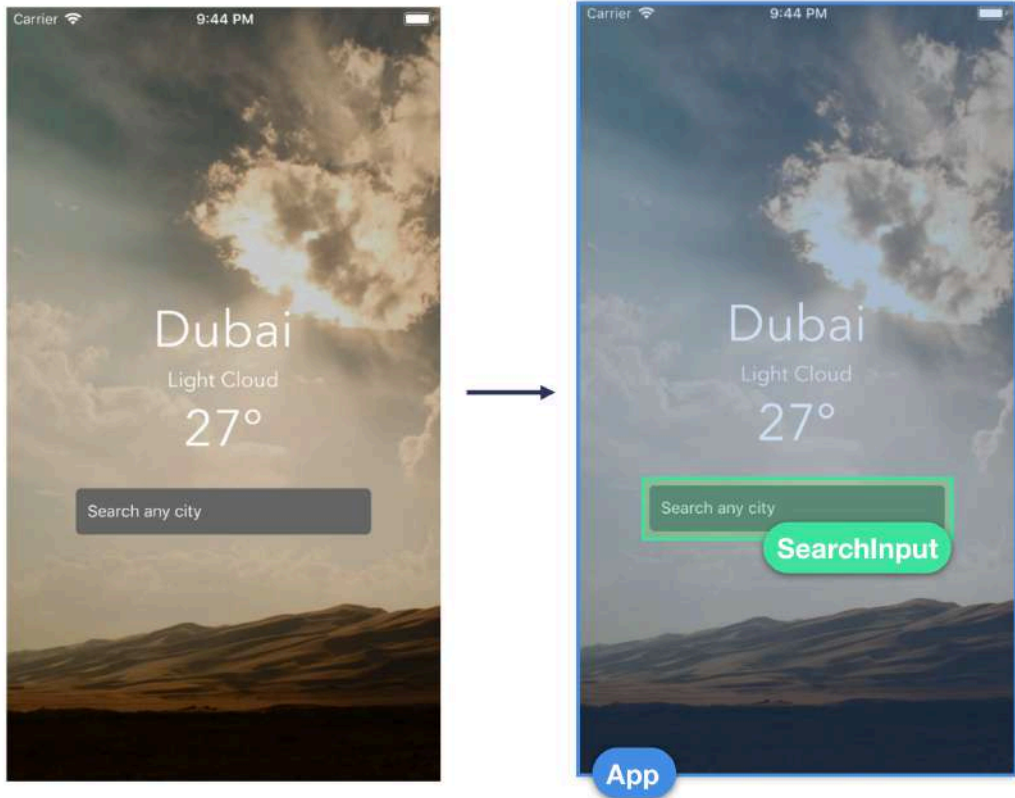 Carrier 9:44 PM
Dubai
Light Cloud
27°
Search any city
Carrier 9:44 PM
Dubai
Light Cloud
27°
Search any city
SearchInput
App